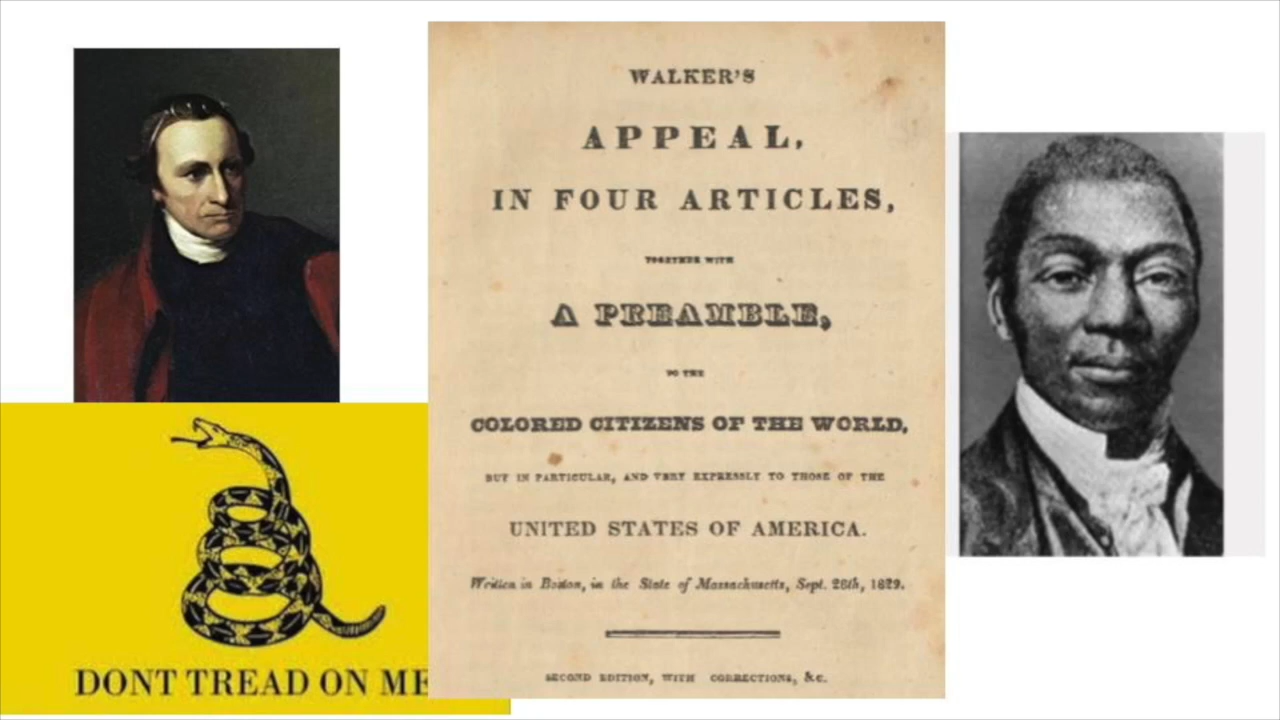 WALKER'S
APPEAL,
IN FOUR ARTICLES,
TOGETHER WITH
A PREAMBLE,
TO THE
COLORED CITIZENS OF THE WORLD,
BUT IN PARTICULAR, AND VERY EXPRESSLY TO THOSE OF THE
UNITED STATES OF AMERICA.
Written in Boston, in the State of Massachusetts, Sept. 28th, 1829.
SECOND EDITION, WITH CORRECTIONS, &c.
DONT TREAD ON ME